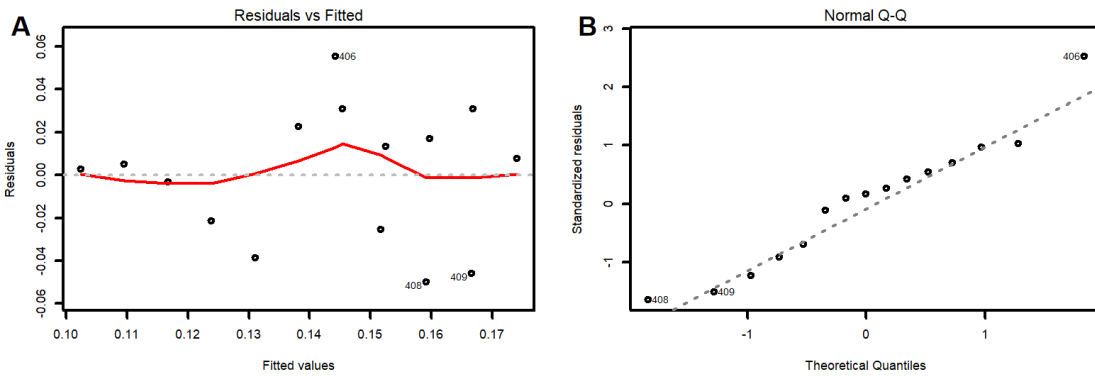 A
Residuals vs Fitted
Residuals
0.06
0.04
0.02
0.00
-0.02
-0.04
-0.06
406
408
409
0.10 0.11 0.12 0.13 0.14 0.15 0.16 0.17
Fitted values
B
Normal Q-Q
Standardized residuals
3
2
1
0
-1
406
408
409
-1 0 1
Theoretical Quantiles